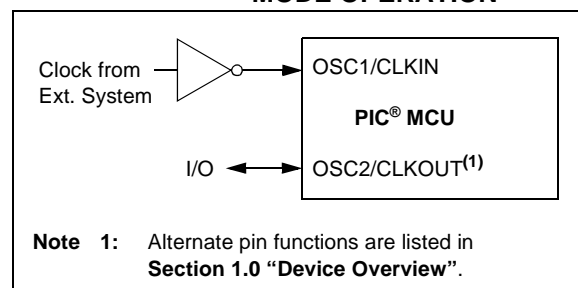 MODE OPERATION
Clock from
Ext. System
OSC1/CLKIN
PIC® MCU
I/O
OSC2/CLKOUT(1)
Note 1: Alternate pin functions are listed in
Section 1.0 “Device Overview”.